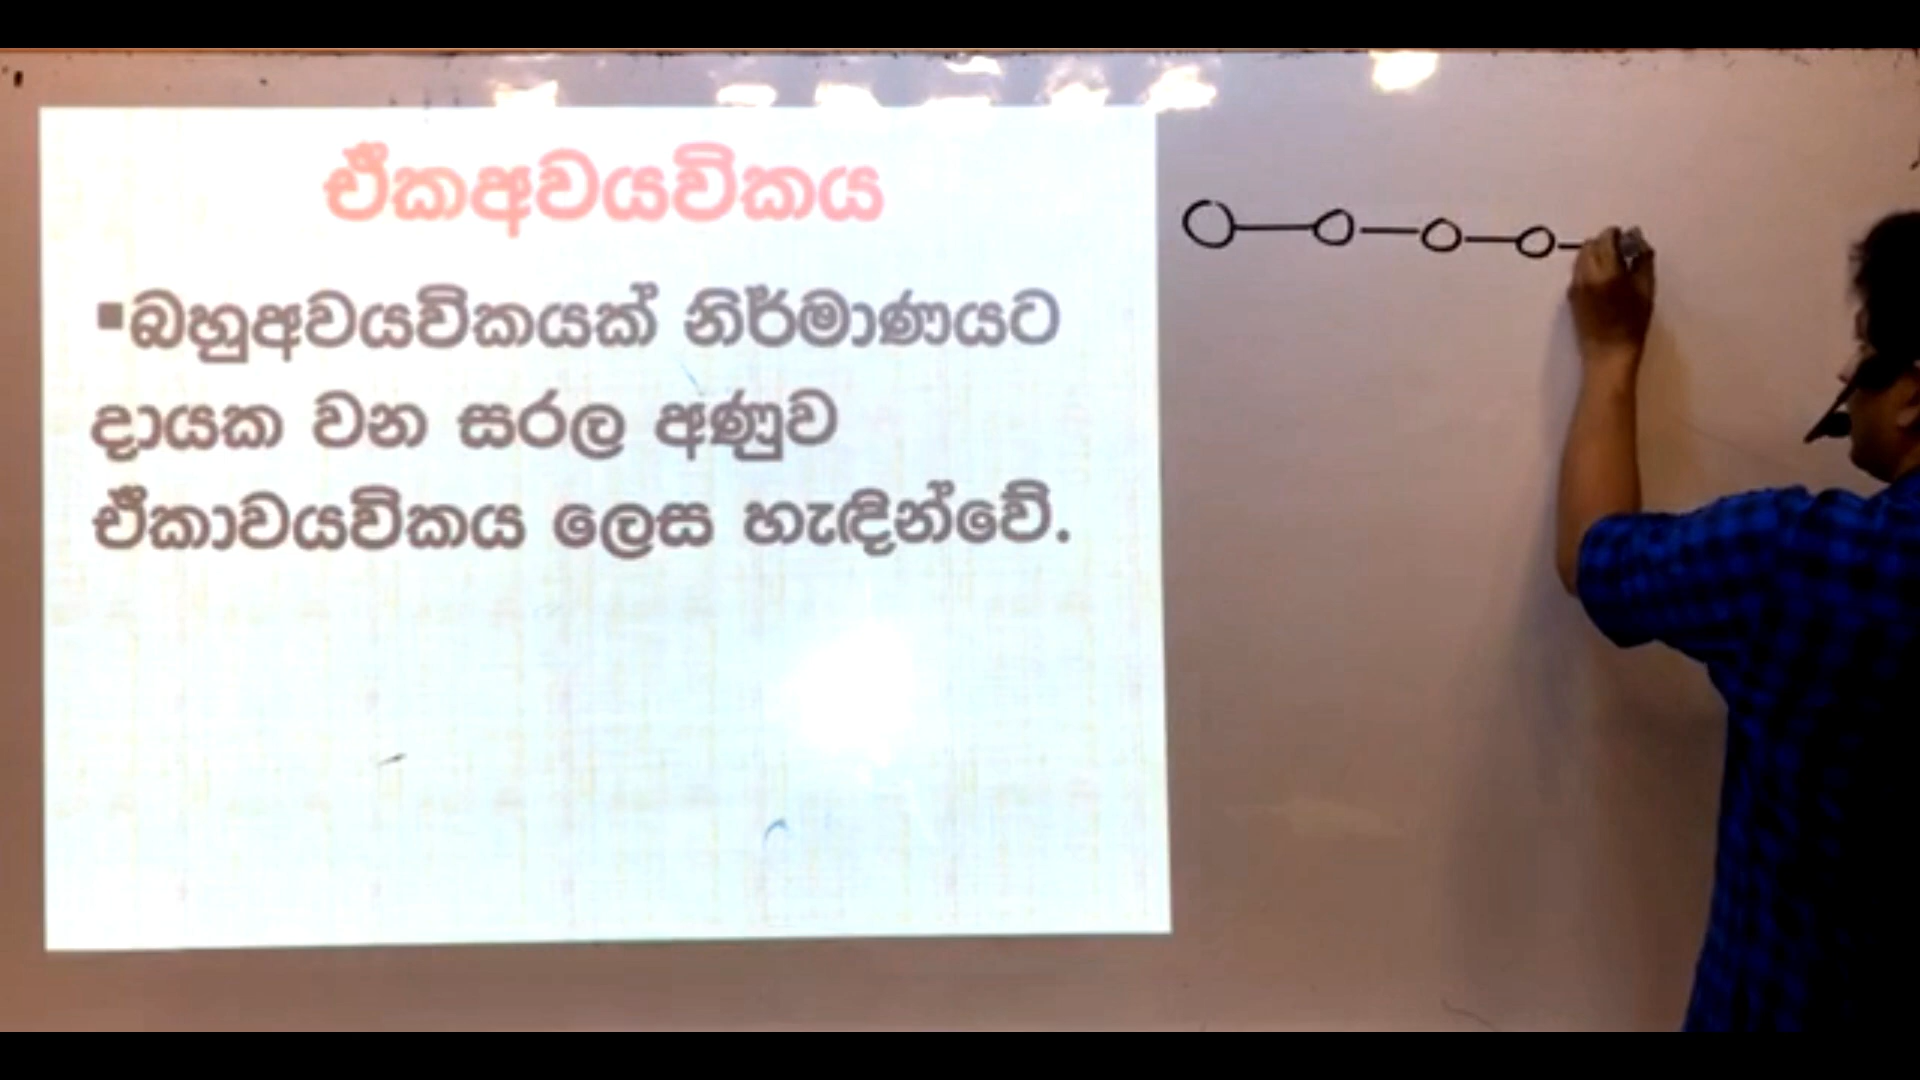 ඒකඅවයවිකය
▪බහුඅවයවිකයක් නිර්මාණයට
දායක වන සරල අණුව
ඒකාවයවිකය ලෙස හැඳින්වේ.